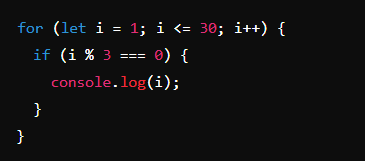 for (let i = 1; i <= 30; i++) {
  if (i % 3 === 0) {
    console.log(i);
  }
}